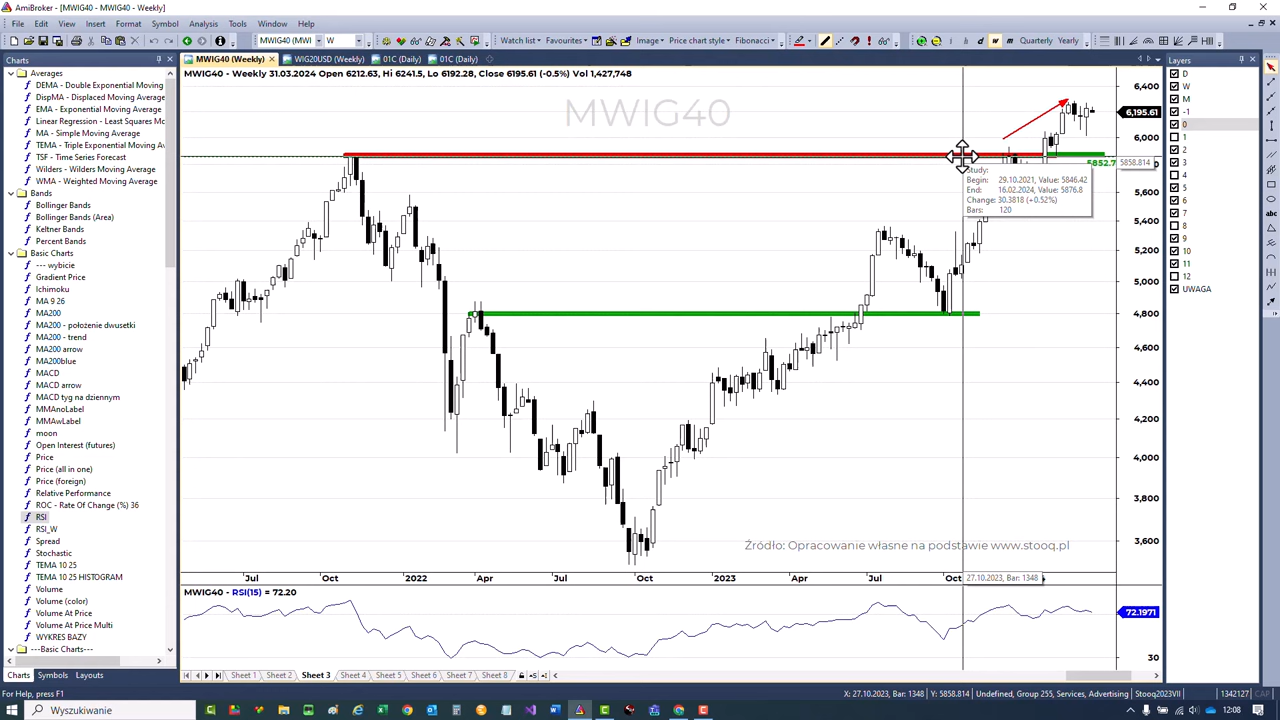 AmiBroker - [MWIG40 - MWIG40 - Weekly]
File Edit View Insert Format Symbol Analysis Tools Window Help
MWIG40 (MWI W Watch list Favourites Image Price chart style Fibonacci d w m Quarterly Yearly
Charts
Averages
DEMA - Double Exponential Moving
DispMA - Displaced Moving Average
EMA - Exponential Moving Average
Linear Regression - Least Squares Mo
MA - Simple Moving Average
TEMA - Triple Exponential Moving Av
TSF - Time Series Forecast
Wilders - Wilders Moving Average
WMA - Weighted Moving Average
Bands
Bollinger Bands
Bollinger Bands (Area)
Keltner Bands
Percent Bands
Basic Charts
--- wybicie
Gradient Price
Ichimoku
MA 9 26
MA200
MA200 - położenie dwusetki
MA200 - trend
MA200 arrow
MA200blue
MACD
MACD arrow
MACD tyg na dziennym
MMAnoLabel
MMAwLabel
moon
Open Interest (futures)
Price
Price (all in one)
Price (foreign)
Relative Performance
ROC - Rate Of Change (%) 36
RSI
RSI_W
Spread
Stochastic
TEMA 10 25
TEMA 10 25 HISTOGRAM
Volume
Volume (color)
Volume At Price
Volume At Price Multi
WYKRES BAZY
---Basic Charts---
Charts Symbols Layouts
MWIG40 (Weekly) WIG20USD (Weekly) 01C (Daily) 01C (Daily)
MWIG40 - Weekly 31.03.2024 Open 6212.63, Hi 6241.5, Lo 6192.28, Close 6195.61 (-0.5%) Vol 1,427,748
MWIG40
6,400
6,195.61
6,000
5852.7
5858.814
5,600
5,400
5,200
5,000
4,800
4,600
4,400
4,200
4,000
3,800
3,600
Study:
Begin: 29.10.2021, Value: 5846.42
End: 16.02.2024, Value: 5876.8
Change: 30.3818 (+0.52%)
Bars: 120
Źródło: Opracowanie własne na podstawie www.stooq.pl
Jul Oct 2022 Apr Jul Oct 2023 Apr Jul Oct 27.10.2023, Bar: 1348
MWIG40 - RSI(15) = 72.20
72.1971
30
Sheet 1 Sheet 2 Sheet 3 Sheet 4 Sheet 5 Sheet 6 Sheet 7 Sheet 8
Layers
D
W
M
-1
0
1
2
3
4
5
6
7
8
9
10
11
12
UWAGA
abc
For Help, press F1
X: 27.10.2023, Bar: 1348 Y: 5858.814 Undefined, Group 255, Services, Advertising Stooq2023VII 1342127 CAP
Wyszukiwanie
12:08